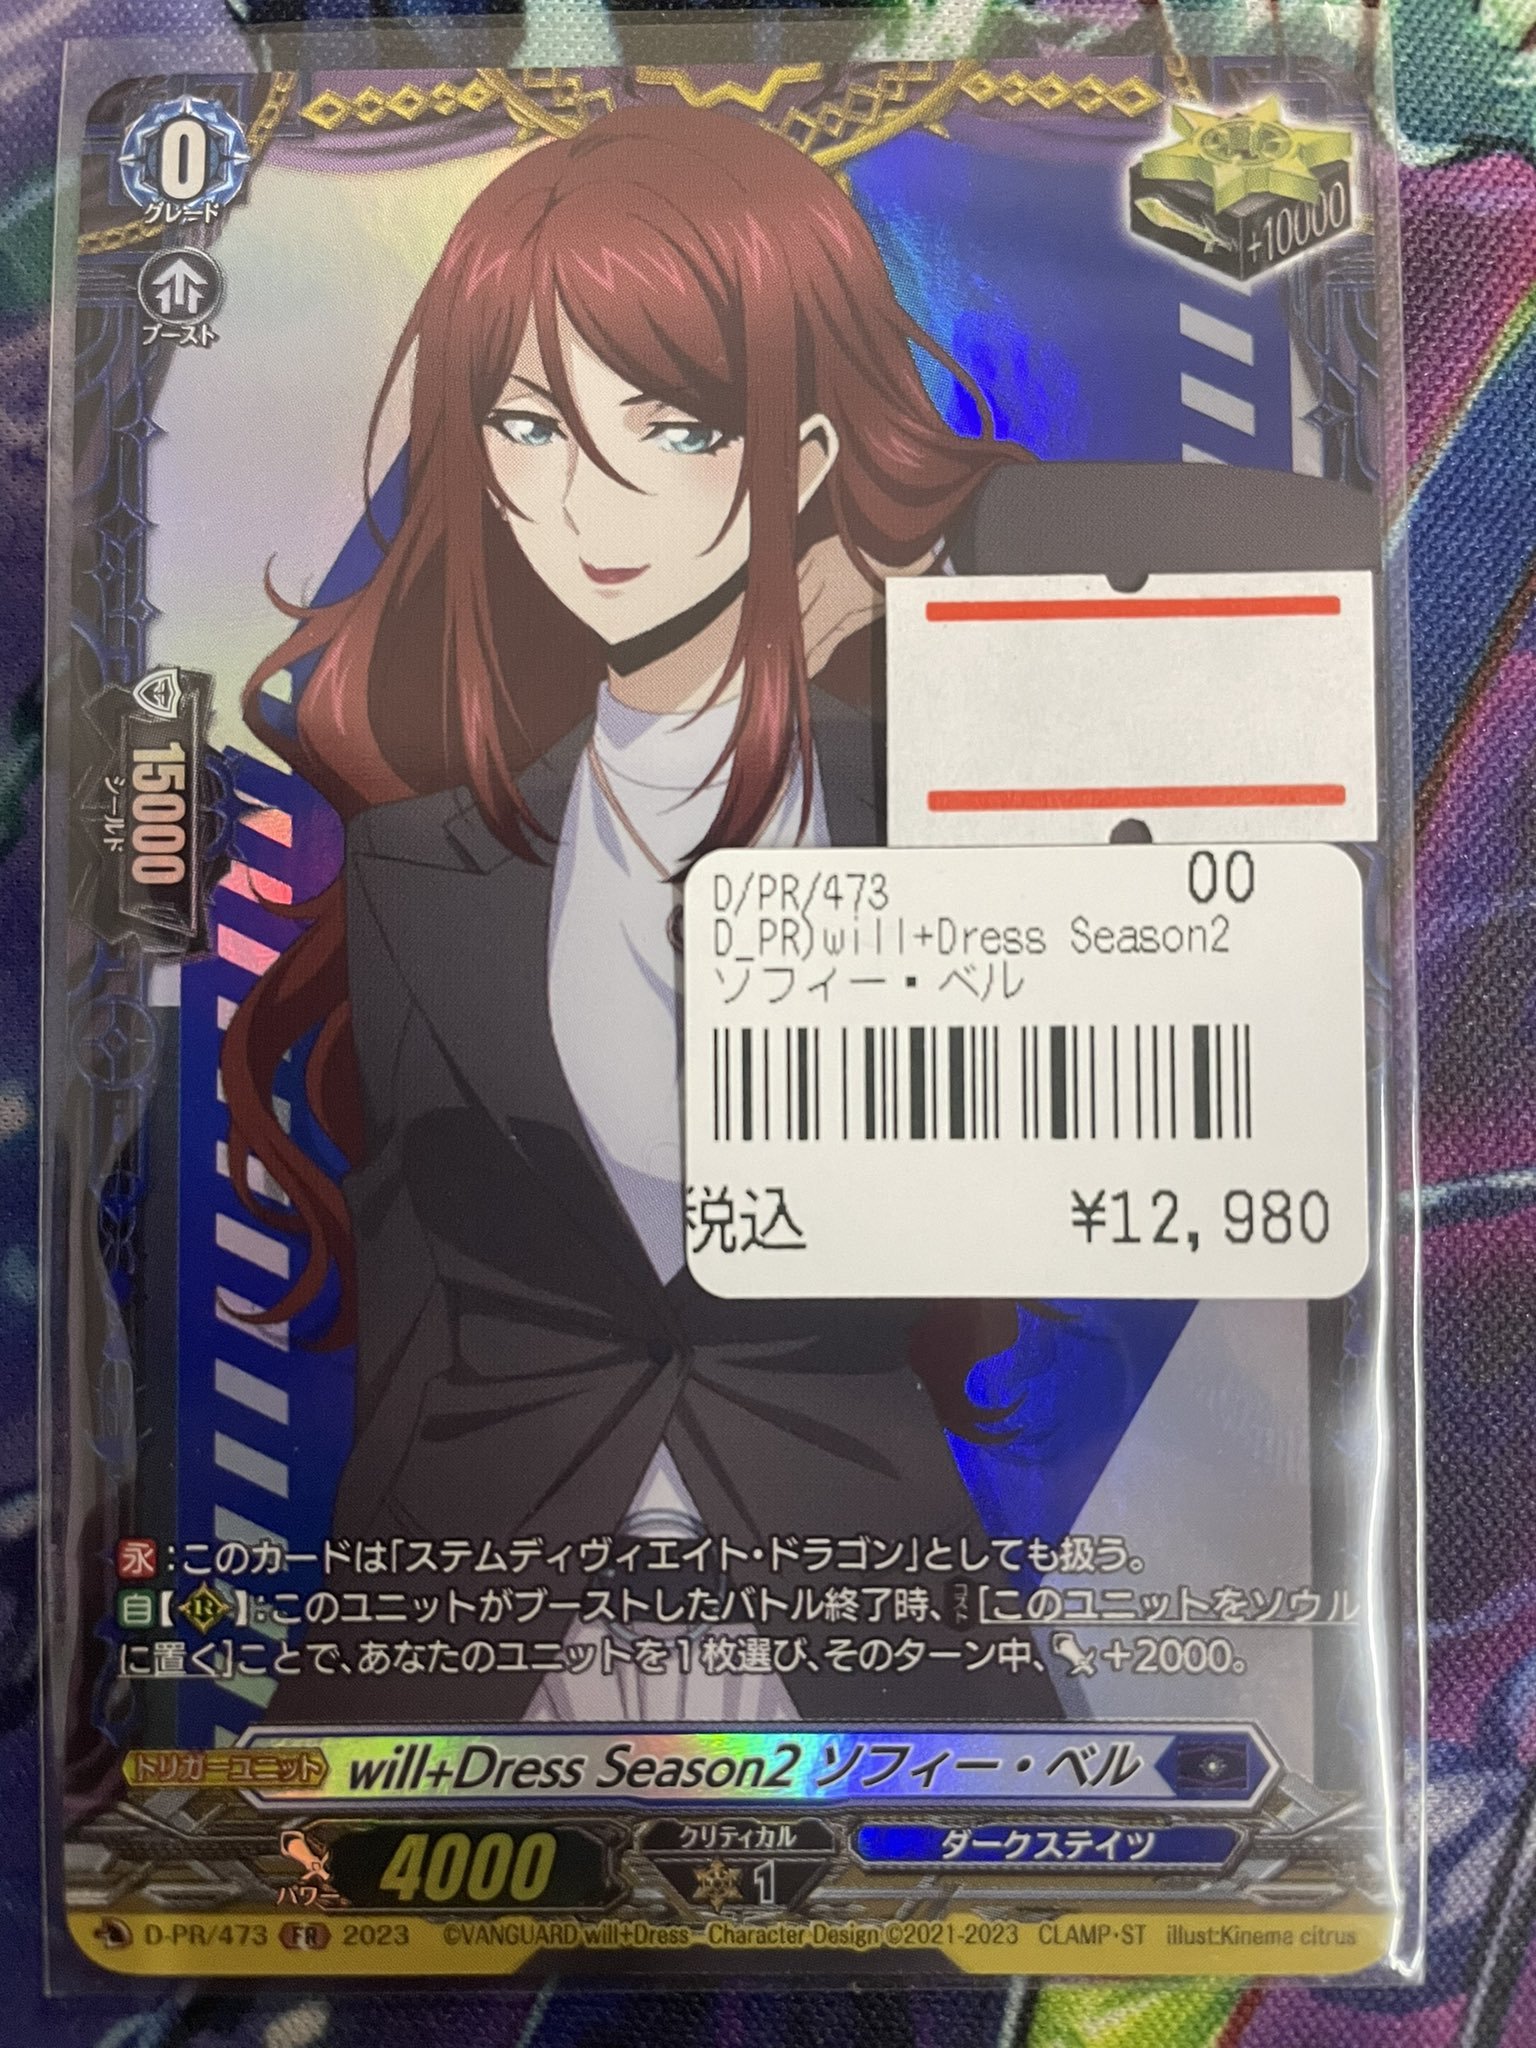 0
グレード
+10000
ブースト
15000
シールド
D/PR/473
00
D_PR)will+Dress Season2
ソフィー・ベル
税込
¥12,980
永:このカードは「ステムディヴィエイト・ドラゴン」としても扱う。
自【R】:このユニットがブーストしたバトル終了時、コスト[このユニットをソウル
に置く]ことで、あなたのユニットを1枚選び、そのターン中、+2000。
トリガーユニット
will+Dress Season2 ソフィー・ベル
パワー
4000
クリティカル
1
ダークステイツ
D-PR/473 FR 2023 ©VANGUARD will+Dress Character Design ©2021-2023 CLAMP・ST illust:Kinema citrus